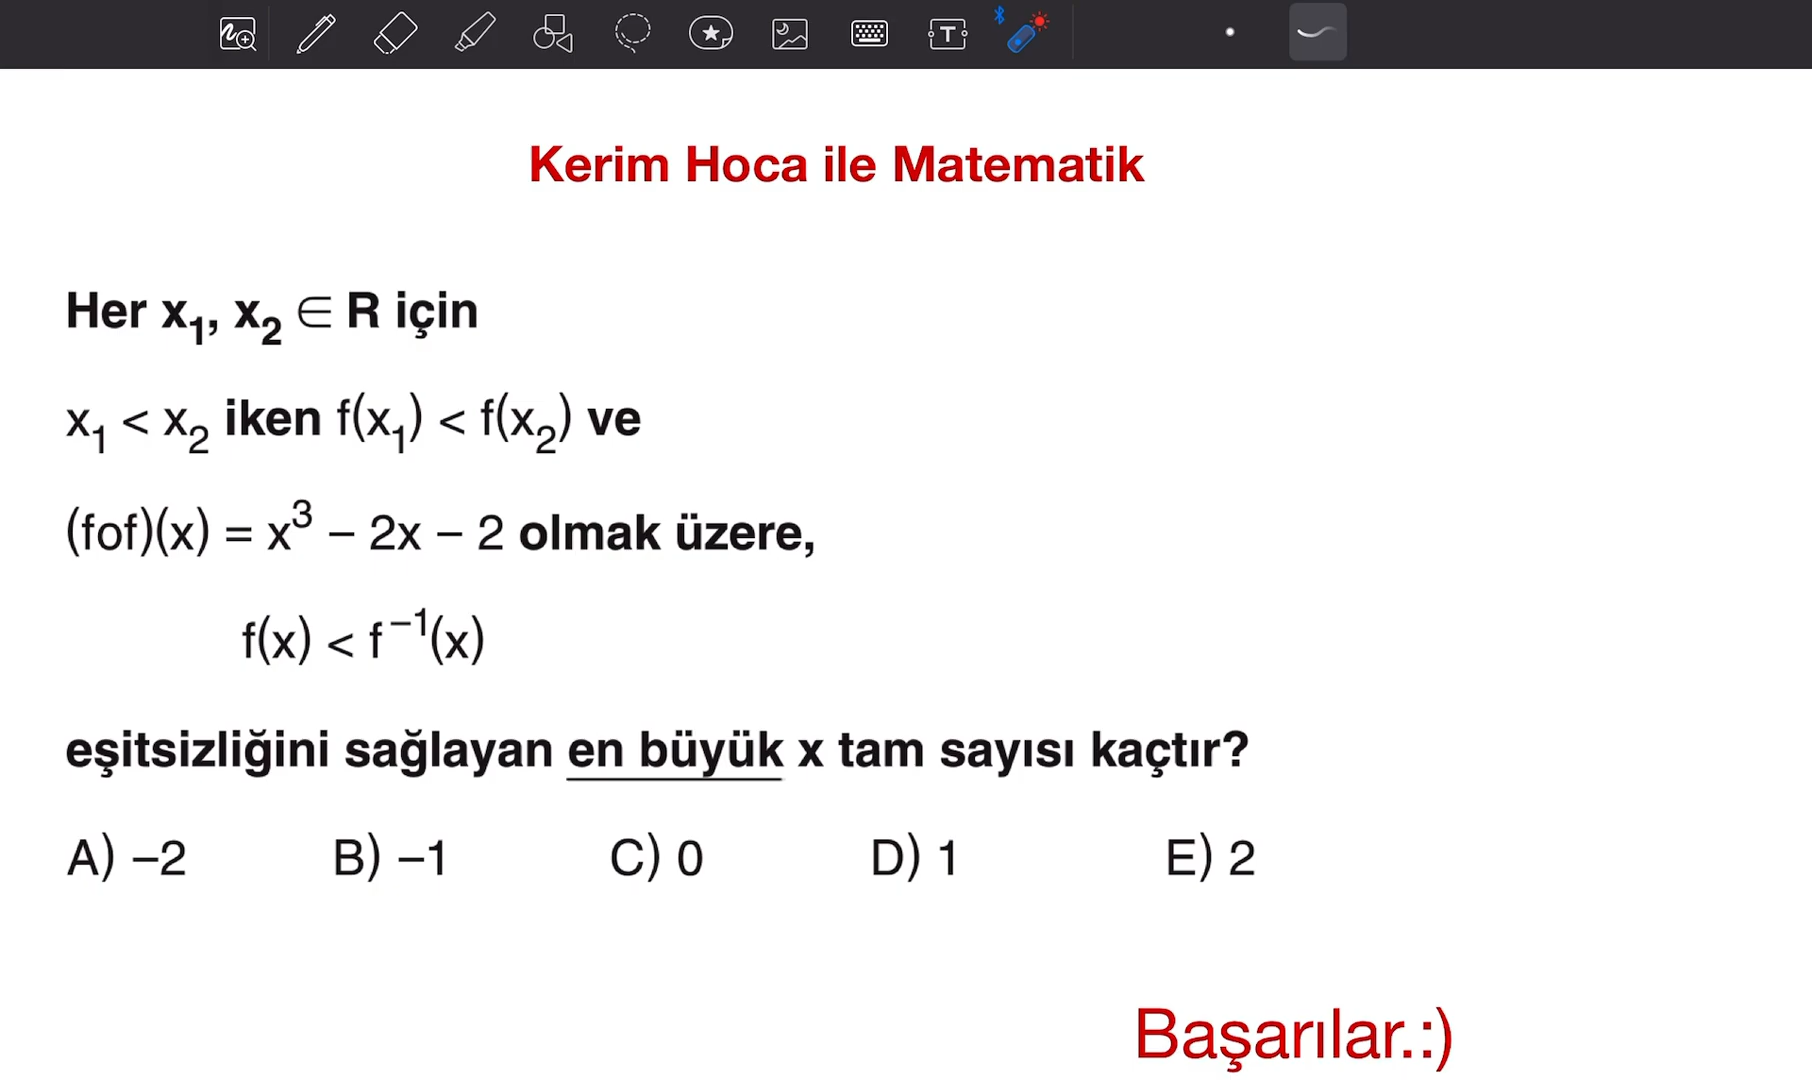 Kerim Hoca ile Matematik
Her x₁, x₂ ∈ R için
x₁ < x₂ iken f(x₁) < f(x₂) ve
(fof)(x) = x³ – 2x – 2 olmak üzere,
f(x) < f⁻¹(x)
eşitsizliğini sağlayan en büyük x tam sayısı kaçtır?
A) –2 B) –1 C) 0 D) 1 E) 2
Başarılar.:)